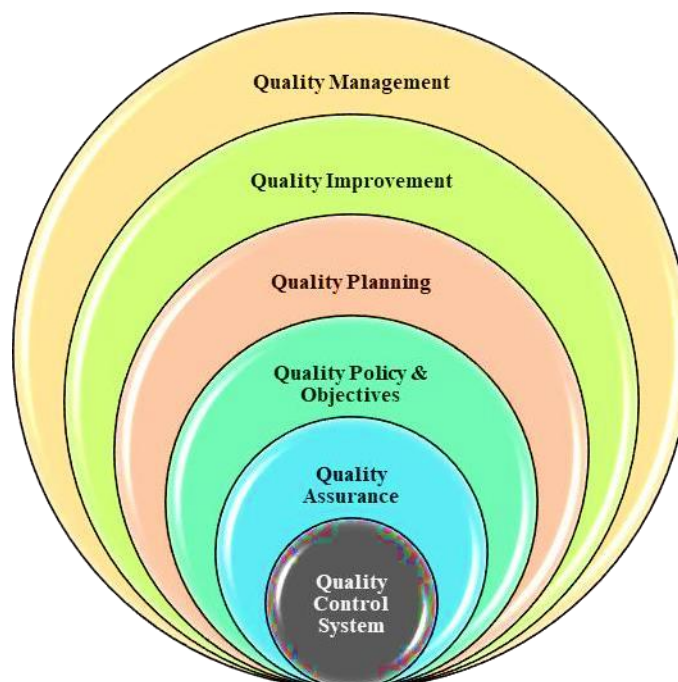 Quality Management
Quality Improvement
Quality Planning
Quality Policy &
Objectives
Quality
Assurance
Quality
Control
System